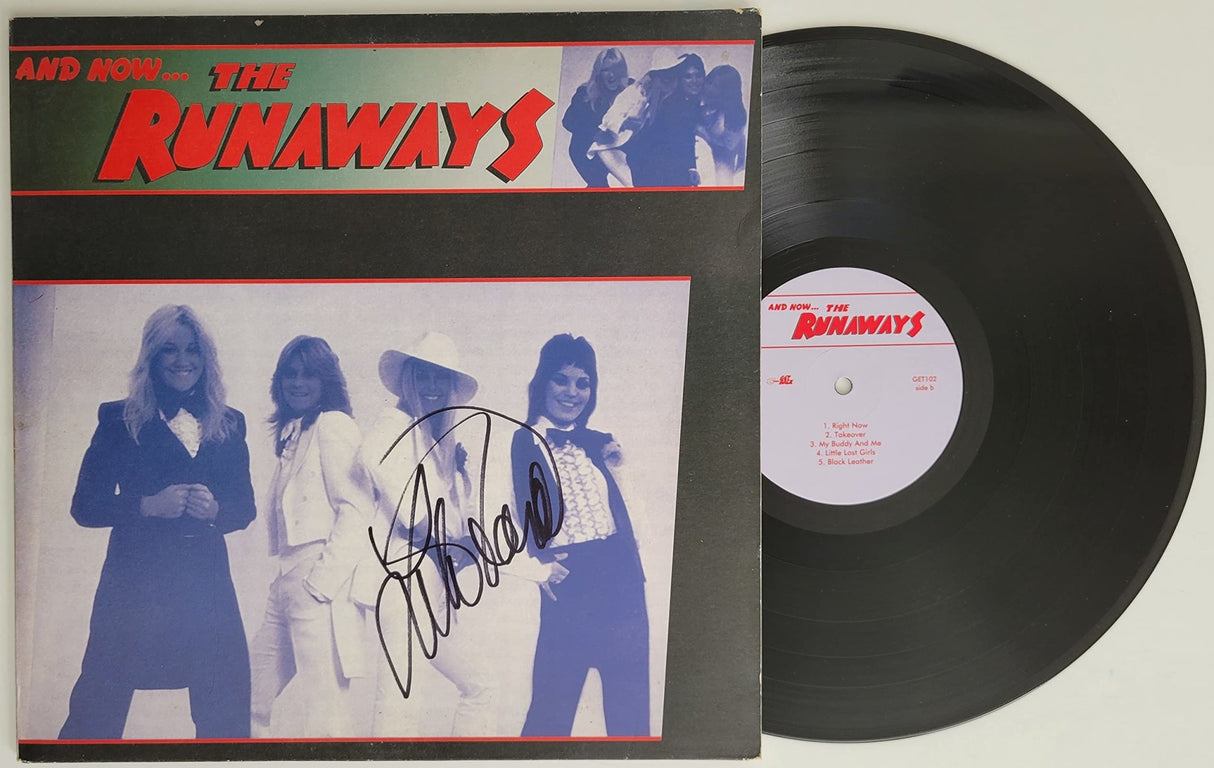 AND NOW... THE
RUNAWAYS
AND NOW... THE
RUNAWAYS
GET102
side b
1. Right Now
2. Takeover
3. My Buddy And Me
4. Little Lost Girls
5. Black Leather